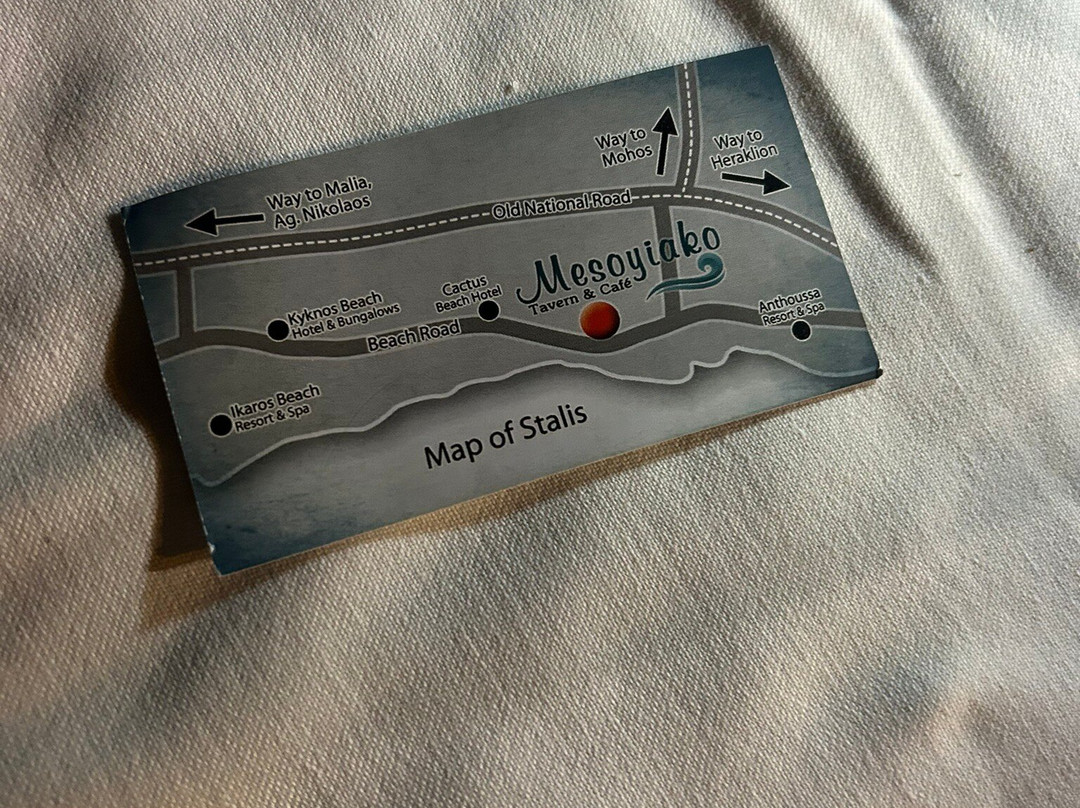 Way to
Mohos
Way to
Heraklion
Way to Malia,
Ag. Nikolaos
Old National Road
Mesoyiako
Tavern & Café
Cactus
Beach Hotel
Kyknos Beach
Hotel & Bungalows
Anthoussa
Resort & Spa
Beach Road
Ikaros Beach
Resort & Spa
Map of Stalis